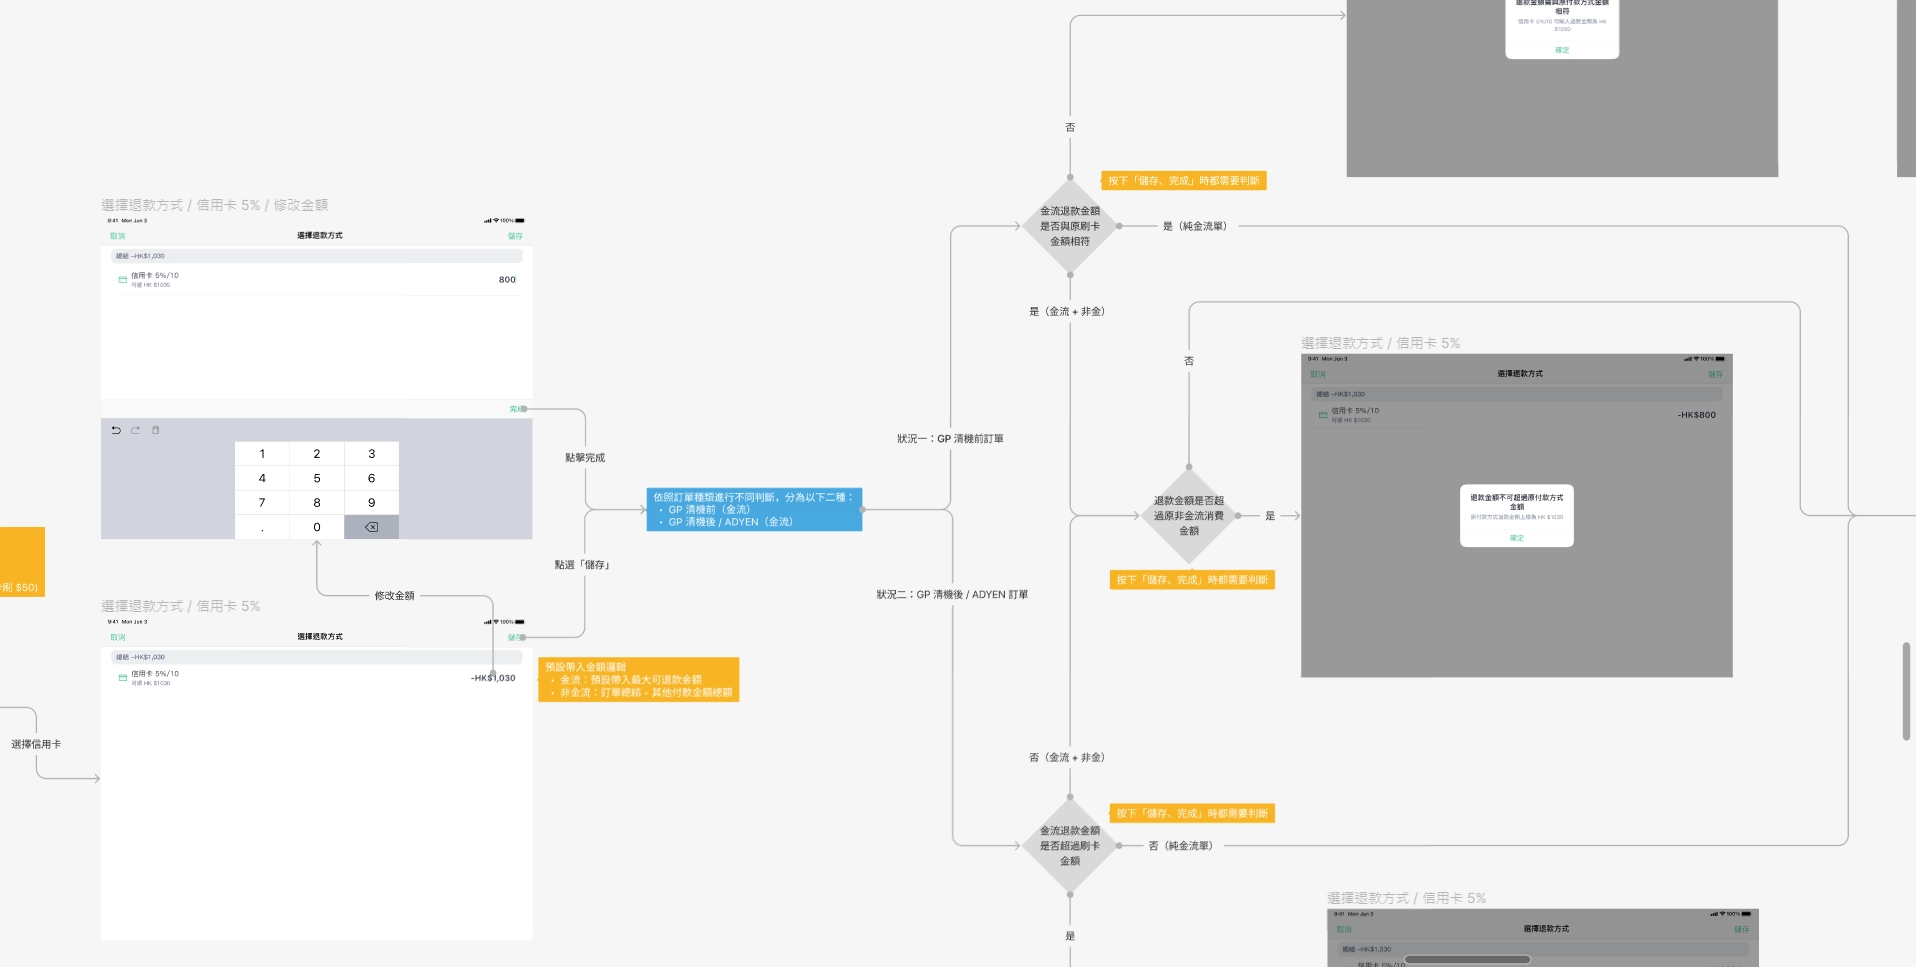 退款金額需與原付款方式金額
相符
信用卡 5%/10 可輸入退款金額為 HK
$1030
確定
否
按下「儲存、完成」時都需要判斷
金流退款金額
是否與原刷卡
金額相符
是（純金流單）
是（金流 + 非金）
選擇退款方式 / 信用卡 5% / 修改金額
9:41 Mon Jun 3
100%
取消
選擇退款方式
儲存
總結 -HK$1,030
信用卡 5%/10
可退 HK $1030
800
完成
1 2 3
4 5 6
7 8 9
. 0
點擊完成
點選「儲存」
修改金額
依照訂單種類進行不同判斷，分為以下二種：
• GP 清機前（金流）
• GP 清機後 / ADYEN（金流）
狀況一：GP 清機前訂單
狀況二：GP 清機後 / ADYEN 訂單
否
退款金額是否超
過原非金流消費
金額
是
按下「儲存、完成」時都需要判斷
選擇退款方式 / 信用卡 5%
9:41 Mon Jun 3
100%
取消
選擇退款方式
儲存
總結 -HK$1,030
信用卡 5%/10
可退 HK $1030
-HK$800
退款金額不可超過原付款方式
金額
原付款方式退款金額上限為 HK $1030
確定
刷 $50)
選擇退款方式 / 信用卡 5%
9:41 Mon Jun 3
100%
取消
選擇退款方式
儲存
總結 -HK$1,030
信用卡 5%/10
可退 HK $1030
-HK$1,030
預設帶入金額邏輯
• 金流：預設帶入最大可退款金額
• 非金流：訂單總結 - 其他付款金額總額
選擇信用卡
否（金流 + 非金）
按下「儲存、完成」時都需要判斷
金流退款金額
是否超過刷卡
金額
否（純金流單）
是
選擇退款方式 / 信用卡 5%
9:41 Mon Jun 3
100%
取消
選擇退款方式
儲存
總結 -HK$1,030
信用卡 5%/10